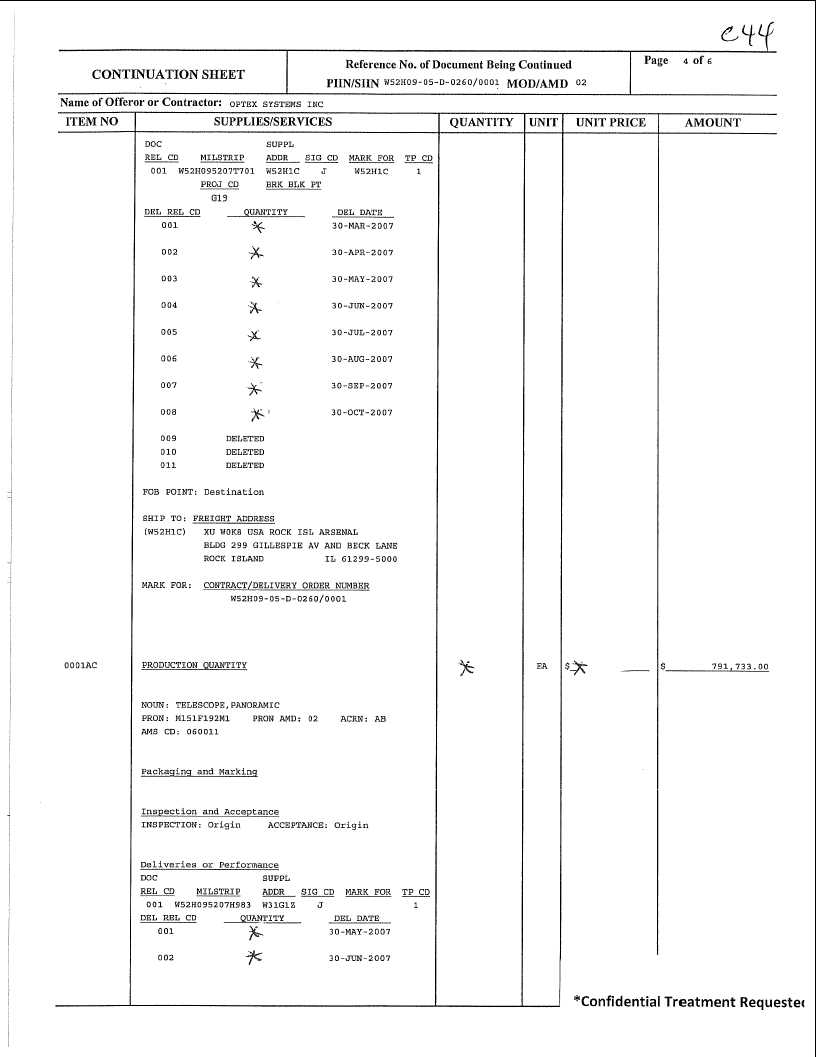 C44
CONTINUATION SHEET
Reference No. of Document Being Continued
PIIN/SIIN W52H09-05-D-0260/0001 MOD/AMD 02
Page 4 of 6
Name of Offeror or Contractor: OPTEX SYSTEMS INC
ITEM NO SUPPLIES/SERVICES QUANTITY UNIT UNIT PRICE AMOUNT
DOC SUPPL
REL CD MILSTRIP ADDR SIG CD MARK FOR TP CD
001 W52H095207T701 W52H1C J W52H1C 1
PROJ CD BRK BLK PT
G19
DEL REL CD QUANTITY DEL DATE
001 * 30-MAR-2007
002 * 30-APR-2007
003 * 30-MAY-2007
004 * 30-JUN-2007
005 * 30-JUL-2007
006 * 30-AUG-2007
007 * 30-SEP-2007
008 * 30-OCT-2007
009 DELETED
010 DELETED
011 DELETED
FOB POINT: Destination
SHIP TO: FREIGHT ADDRESS
(W52H1C) XU W0K8 USA ROCK ISL ARSENAL
BLDG 299 GILLESPIE AV AND BECK LANE
ROCK ISLAND IL 61299-5000
MARK FOR: CONTRACT/DELIVERY ORDER NUMBER
W52H09-05-D-0260/0001
0001AC PRODUCTION QUANTITY * EA $ * $ 791,733.00
NOUN: TELESCOPE,PANORAMIC
PRON: M151F192M1 PRON AMD: 02 ACRN: AB
AMS CD: 060011
Packaging and Marking
Inspection and Acceptance
INSPECTION: Origin ACCEPTANCE: Origin
Deliveries or Performance
DOC SUPPL
REL CD MILSTRIP ADDR SIG CD MARK FOR TP CD
001 W52H095207H983 W31G1Z J 1
DEL REL CD QUANTITY DEL DATE
001 * 30-MAY-2007
002 * 30-JUN-2007
*Confidential Treatment Requested